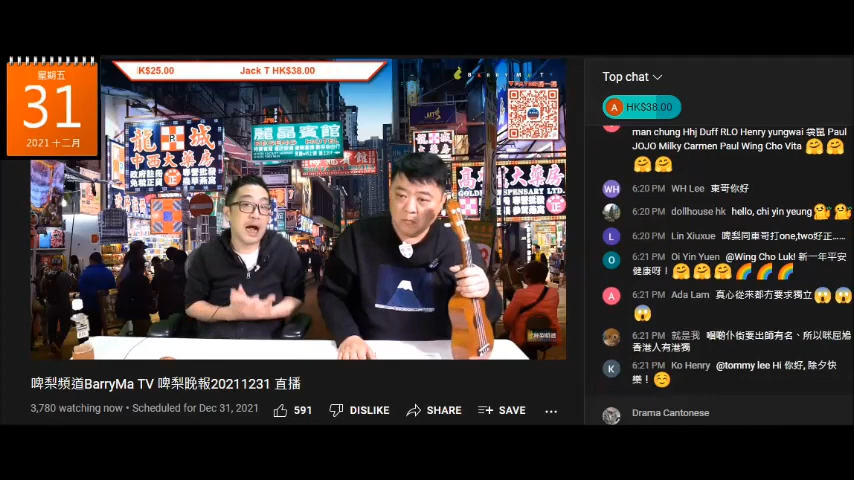 星期五
31
2021 十二月
K$25.00
Jack T HK$38.00
BARRYMA TV
龍城
中西大藥房
麗晶賓館
大藥房
GOLDEN
DISPENSARY LTD.
啤梨頻道BarryMa TV 啤梨晚報20211231 直播
3,780 watching now • Scheduled for Dec 31, 2021
591
DISLIKE
SHARE
SAVE
Top chat
A HK$38.00
man chung Hhj Duff RLO Henry yungwai 袋鼠 Paul
JOJO Milky Carmen Paul Wing Cho Vita
WH 6:20 PM WH Lee 東哥你好
6:20 PM dollhouse hk hello, chi yin yeung
L 6:20 PM Lin Xiuxue 啤梨同車哥打one,two好正.....
O 6:21 PM Oi Yin Yuen @Wing Cho Luk! 新一年平安
健康呀！
A 6:21 PM Ada Lam 真心從來都冇要求獨立
6:21 PM 就是我 嗰啲仆街要出師有名、所以咪屈鳩
香港人有港獨
K 6:21 PM Ko Henry @tommy lee Hi 你好, 除夕快
樂！
Drama Cantonese